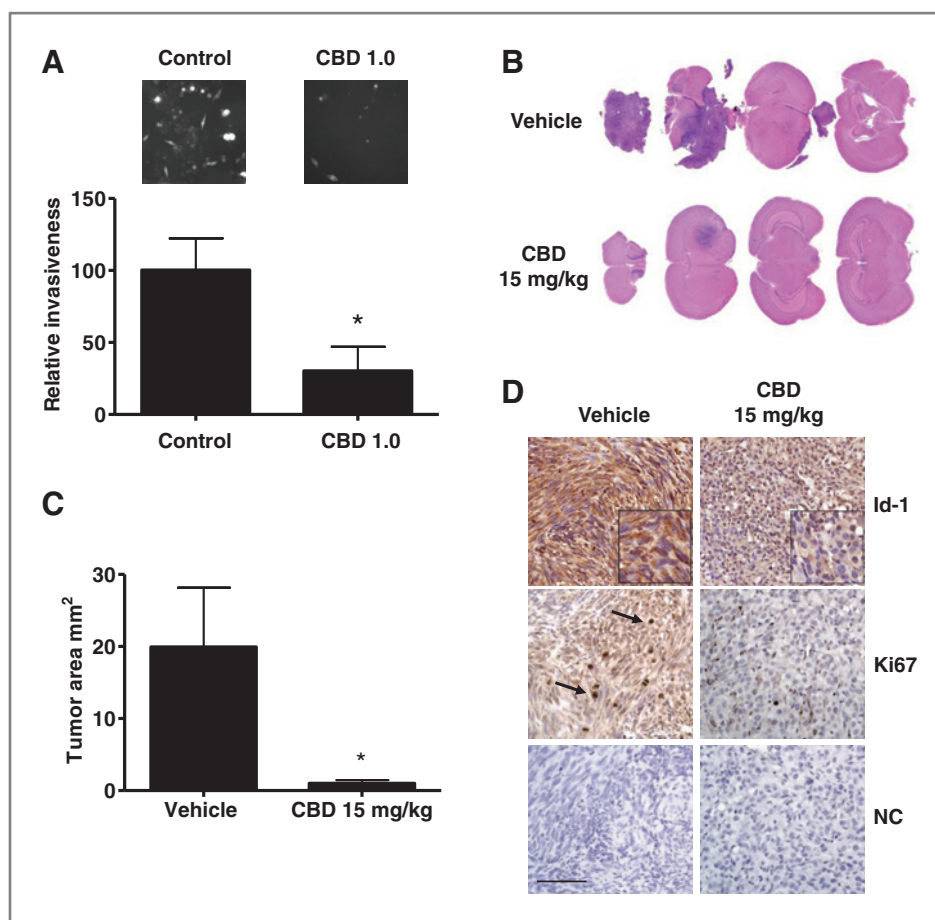 A
Control
CBD 1.0
Relative invasiveness
150
100
50
0
*
Control
CBD 1.0
B
Vehicle
CBD
15 mg/kg
C
Tumor area mm²
30
20
10
0
*
Vehicle
CBD 15 mg/kg
D
Vehicle
CBD
15 mg/kg
Id-1
Ki67
NC